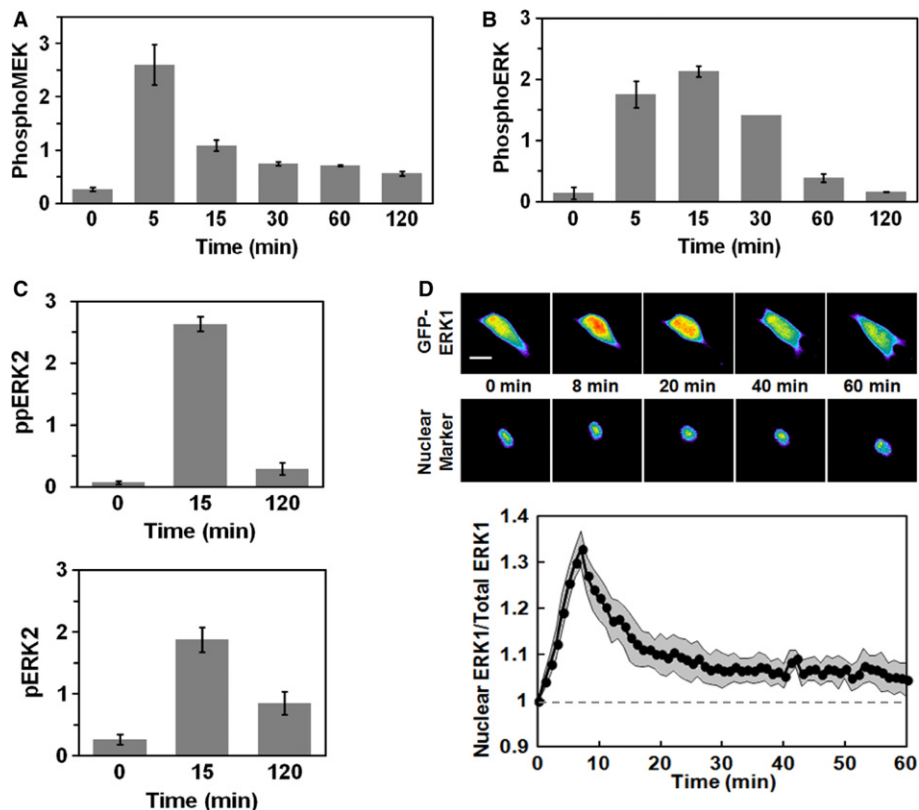 A
PhosphoMEK
3
2
1
0
0 5 15 30 60 120
Time (min)
B
PhosphoERK
3
2
1
0
0 5 15 30 60 120
Time (min)
C
ppERK2
3
2
1
0
0 15 120
Time (min)
pERK2
3
2
1
0
0 15 120
Time (min)
D
GFP-
ERK1
0 min 8 min 20 min 40 min 60 min
Nuclear
Marker
Nuclear ERK1/Total ERK1
1.4
1.3
1.2
1.1
1
0.9
0 10 20 30 40 50 60
Time (min)